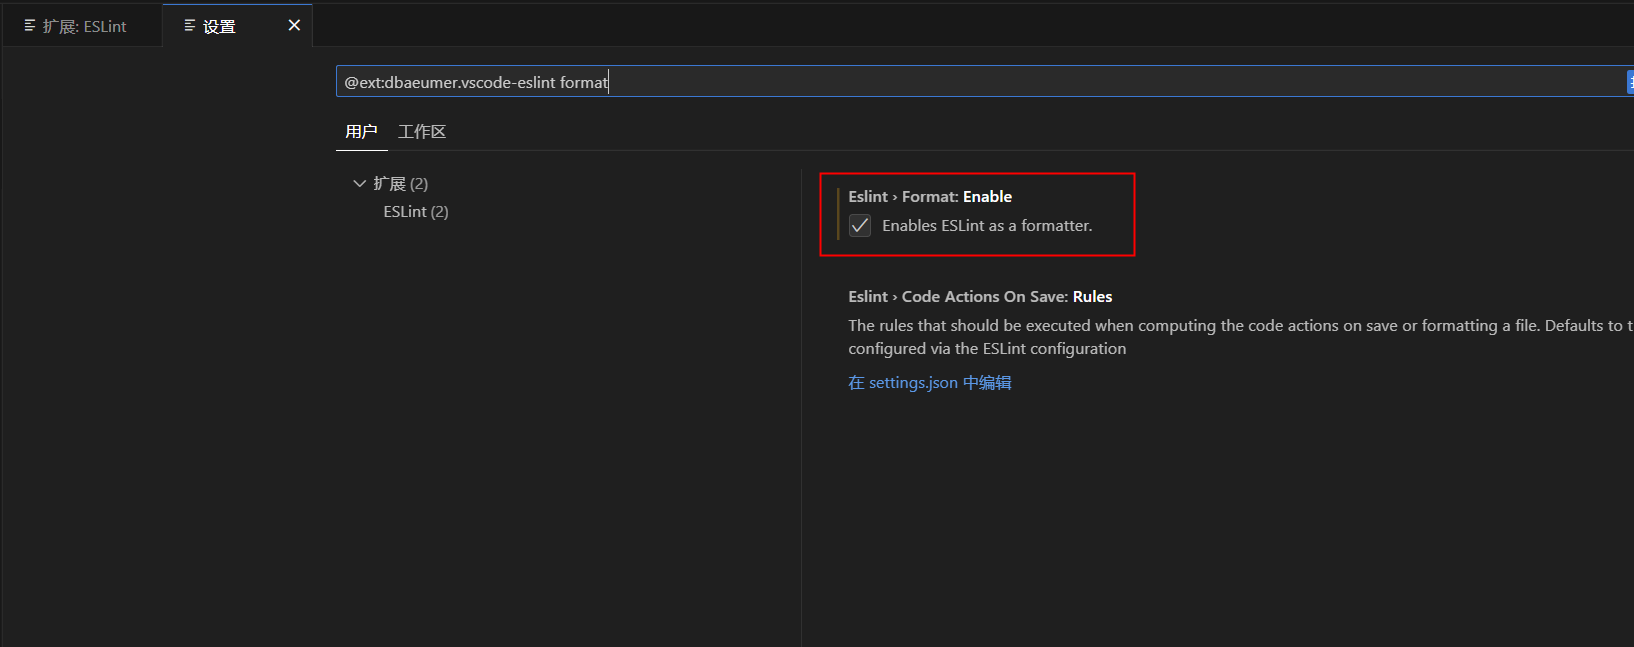 扩展: ESLint
设置
@ext:dbaeumer.vscode-eslint format
用户 工作区
扩展 (2)
ESLint (2)
Eslint › Format: Enable
Enables ESLint as a formatter.
Eslint › Code Actions On Save: Rules
The rules that should be executed when computing the code actions on save or formatting a file. Defaults to
configured via the ESLint configuration
在 settings.json 中编辑